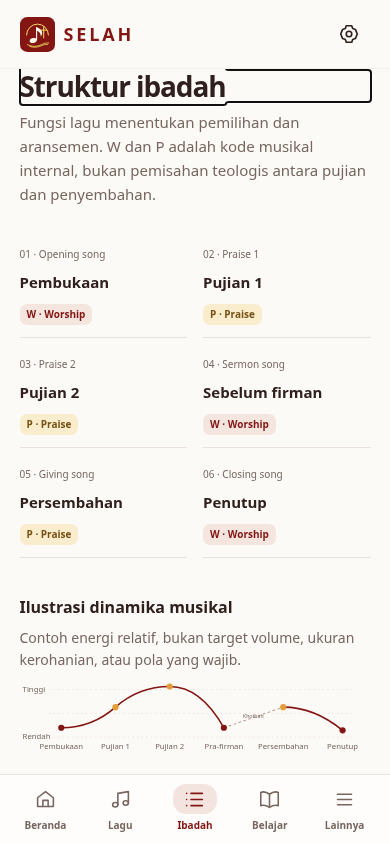 SELAH
Struktur ibadah
Fungsi lagu menentukan pemilihan dan
aransemen. W dan P adalah kode musikal
internal, bukan pemisahan teologis antara pujian
dan penyembahan.
01 · Opening song
Pembukaan
W · Worship
02 · Praise 1
Pujian 1
P · Praise
03 · Praise 2
Pujian 2
P · Praise
04 · Sermon song
Sebelum firman
W · Worship
05 · Giving song
Persembahan
P · Praise
06 · Closing song
Penutup
W · Worship
Ilustrasi dinamika musikal
Contoh energi relatif, bukan target volume, ukuran
kerohanian, atau pola yang wajib.
Tinggi
Khotbah
Rendah
Pembukaan
Pujian 1
Pujian 2
Pra-firman
Persembahan
Penutup
Beranda
Lagu
Ibadah
Belajar
Lainnya